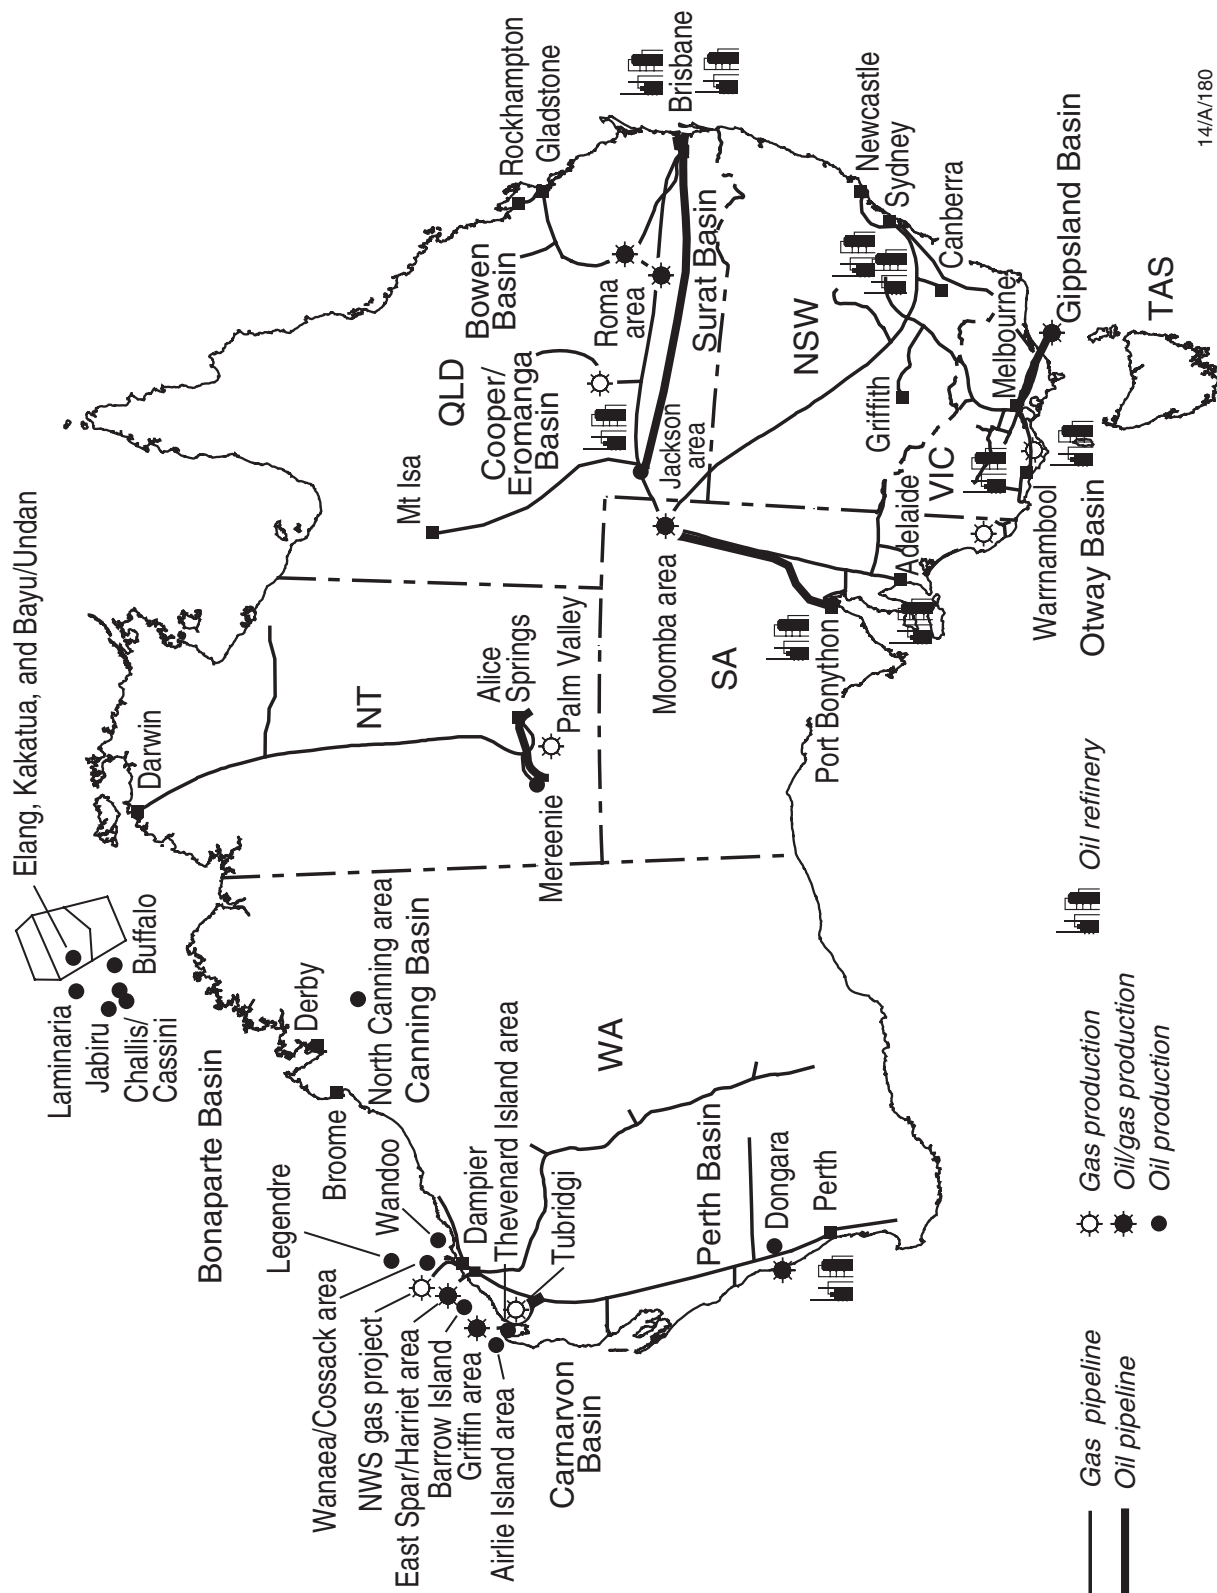 Elang, Kakatua, and Bayu/Undan
Laminaria
Jabiru
Challis/
Cassini
Buffalo
Darwin
Bonaparte Basin
Derby
Broome
North Canning area
Canning Basin
Legendre
Wandoo
Wanaea/Cossack area
NWS gas project
East Spar/Harriet area
Barrow Island
Griffin area
Airlie Island area
Dampier
Thevenard Island area
Tubridgi
Carnarvon
Basin
WA
Perth Basin
Dongara
Perth
NT
Alice
Springs
Palm Valley
Mereenie
Mt Isa
QLD
Cooper/
Eromanga
Basin
Bowen
Basin
Rockhampton
Gladstone
Roma
area
Brisbane
Surat Basin
Jackson
area
Moomba area
SA
Port Bonython
Adelaide
NSW
Newcastle
Sydney
Canberra
Griffith
VIC
Melbourne
Warrnambool
Otway Basin
Gippsland Basin
TAS
Gas pipeline
Oil pipeline
Gas production
Oil/gas production
Oil production
Oil refinery
14/A/180